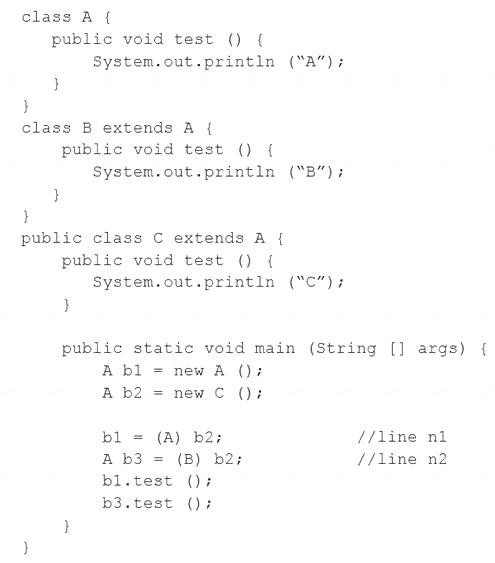 class A {
public void test () {
System.out.println (“A”);
}
}
class B extends A {
public void test () {
System.out.println (“B”);
}
}
public class C extends A {
public void test () {
System.out.println (“C”);
}
public static void main (String [] args) {
A b1 = new A ();
A b2 = new C ();
b1 = (A) b2; //line n1
A b3 = (B) b2; //line n2
b1.test ();
b3.test ();
}
}